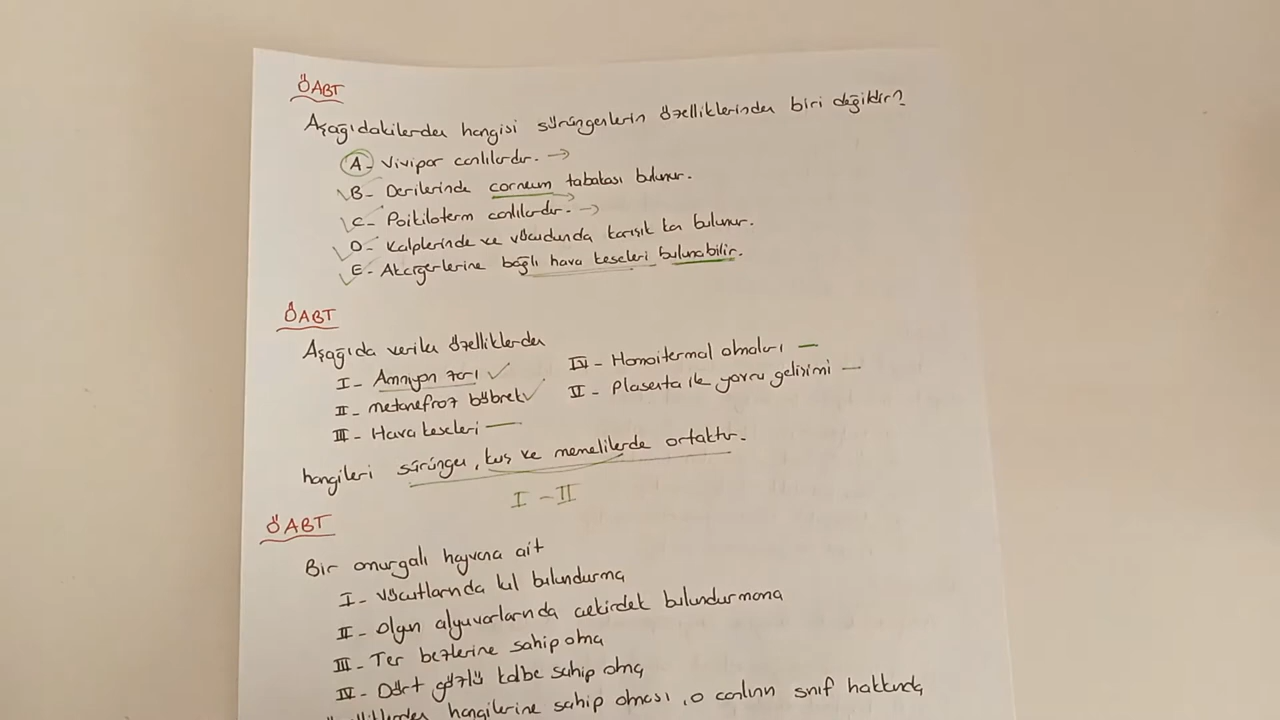 ÖABT
Aşağıdakilerden hangisi sürüngenlerin özelliklerinden biri değildir?
A- Vivipar canlılardır. →
B- Derilerinde corneum tabakası bulunur.
C- Poikiloterm canlılardır. →
D- Kalplerinde ve vücudunda karışık kan bulunur.
E- Akciğerlerine bağlı hava keseleri bulunabilir.
ÖABT
Aşağıda verilen özelliklerden
I- Amniyon zarı ✓
II- metanefroz böbrek ✓
III- Hava keseleri —
IV- Homoitermal olmaları —
II- Plasenta ile yavru gelişimi —
hangileri sürüngen, kuş ve memelilerde ortaktır.
I - II
ÖABT
Bir omurgalı hayvana ait
I- Vücutlarında kıl bulundurma
II- Olgun alyuvarlarında çekirdek bulundurmama
III- Ter bezlerine sahip olma
IV- Dört gözlü kalbe sahip olma
hangilerine sahip olması, o canlının sınıf hakkında